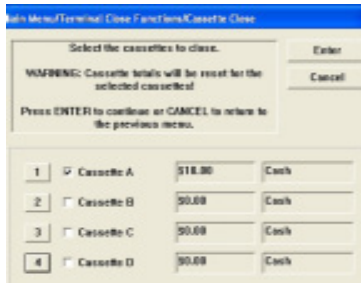 Main Menu/Terminal Close Functions/Cassette Close
Select the cassettes to close.
WARNING: Cassette totals will be reset for the
selected cassettes!
Press ENTER to continue or CANCEL to return to
the previous menu.
Enter
Cancel
1 Cassette A $10.00 Cash
2 Cassette B $0.00 Cash
3 Cassette C $0.00 Cash
4 Cassette D $0.00 Cash